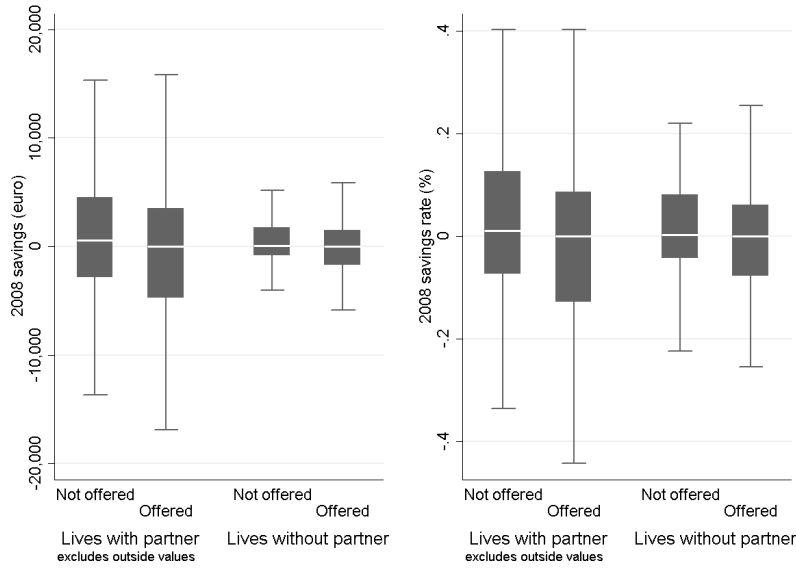 2008 savings (euro)
20,000
10,000
0
-10,000
-20,000
Not offered
Offered
Not offered
Offered
Lives with partner
Lives without partner
excludes outside values
2008 savings rate (%)
.4
.2
0
-.2
-.4
Not offered
Offered
Not offered
Offered
Lives with partner
Lives without partner
excludes outside values